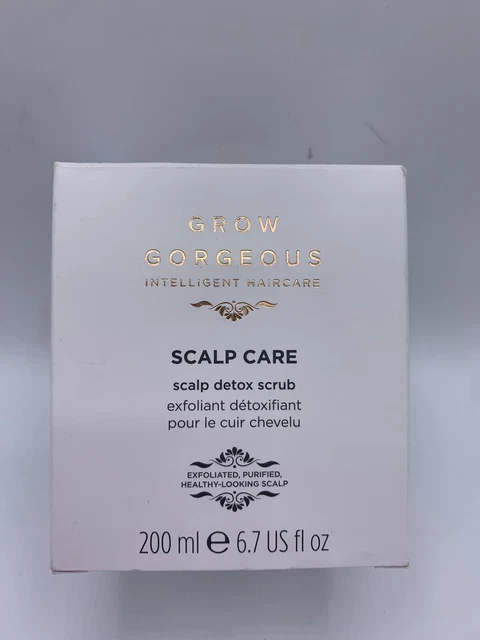 GROW
GORGEOUS
INTELLIGENT HAIRCARE
SCALP CARE
scalp detox scrub
exfoliant détoxifiant
pour le cuir chevelu
EXFOLIATED, PURIFIED,
HEALTHY-LOOKING SCALP
200 ml ℮ 6.7 US fl oz